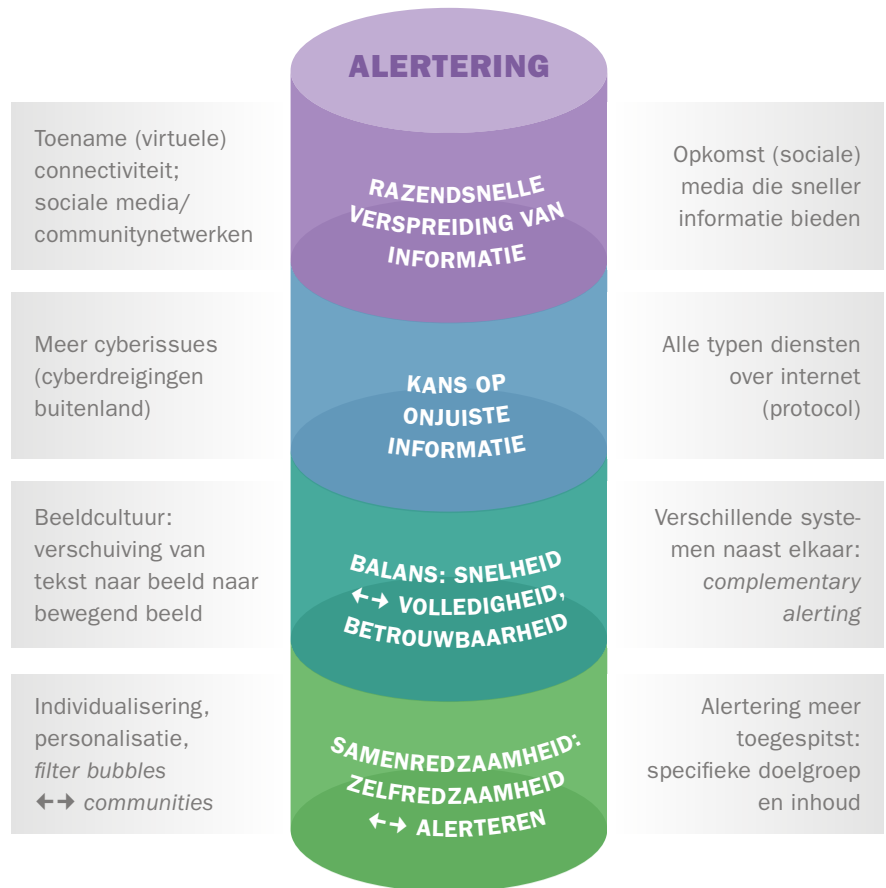 ALERTERING
Toename (virtuele)
connectiviteit;
sociale media/
communitynetwerken
RAZENDSNELLE
VERSPREIDING VAN
INFORMATIE
Opkomst (sociale)
media die sneller
informatie bieden
Meer cyberissues
(cyberdreigingen
buitenland)
KANS OP
ONJUISTE
INFORMATIE
Alle typen diensten
over internet
(protocol)
Beeldcultuur:
verschuiving van
tekst naar beeld naar
bewegend beeld
BALANS: SNELHEID
↔ VOLLEDIGHEID,
BETROUWBAARHEID
Verschillende syste-
men naast elkaar:
complementary
alerting
Individualisering,
personalisatie,
filter bubbles
↔ communities
SAMENREDZAAMHEID:
ZELFREDZAAMHEID
↔ ALERTEREN
Alertering meer
toegespitst:
specifieke doelgroep
en inhoud